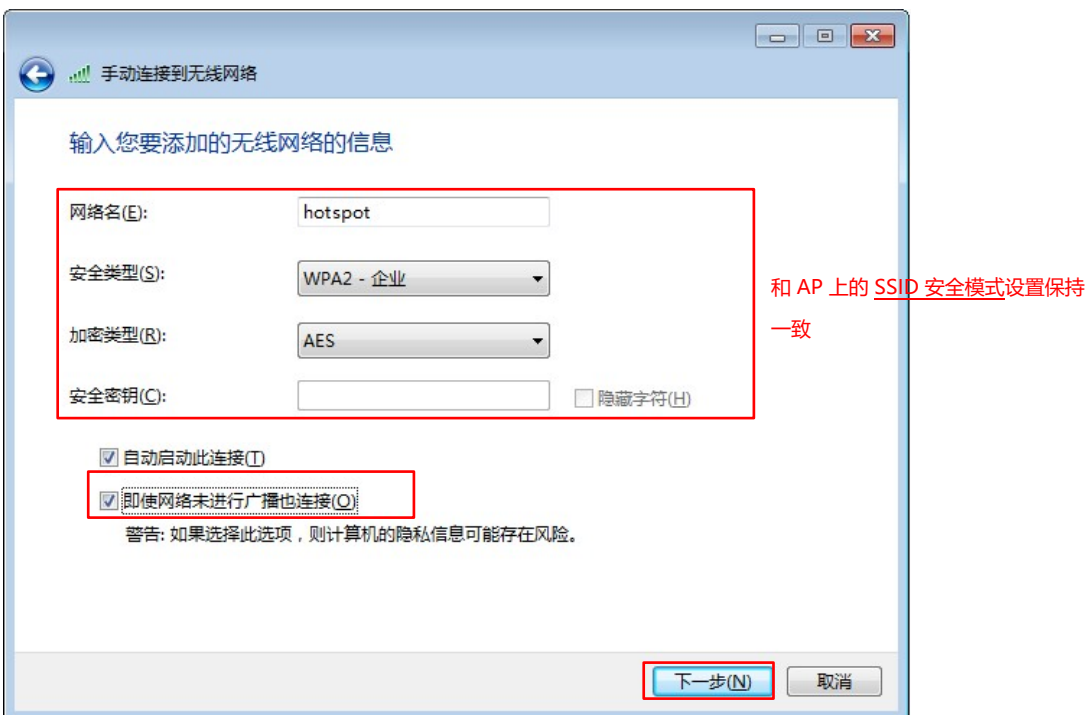 手动连接到无线网络
输入您要添加的无线网络的信息
网络名(E):
hotspot
安全类型(S):
WPA2 - 企业
加密类型(R):
AES
安全密钥(C):
隐藏字符(H)
和 AP 上的 SSID 安全模式设置保持
一致
自动启动此连接(T)
即使网络未进行广播也连接(O)
警告: 如果选择此选项，则计算机的隐私信息可能存在风险。
下一步(N)
取消